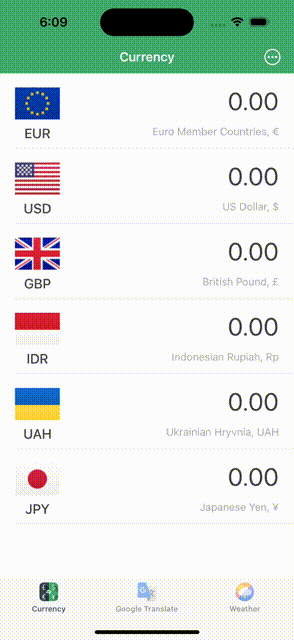 6:09
Currency
EUR
0.00
Euro Member Countries, €
USD
0.00
US Dollar, $
GBP
0.00
British Pound, £
IDR
0.00
Indonesian Rupiah, Rp
UAH
0.00
Ukrainian Hryvnia, UAH
JPY
0.00
Japanese Yen, ¥
Currency
Google Translate
Weather